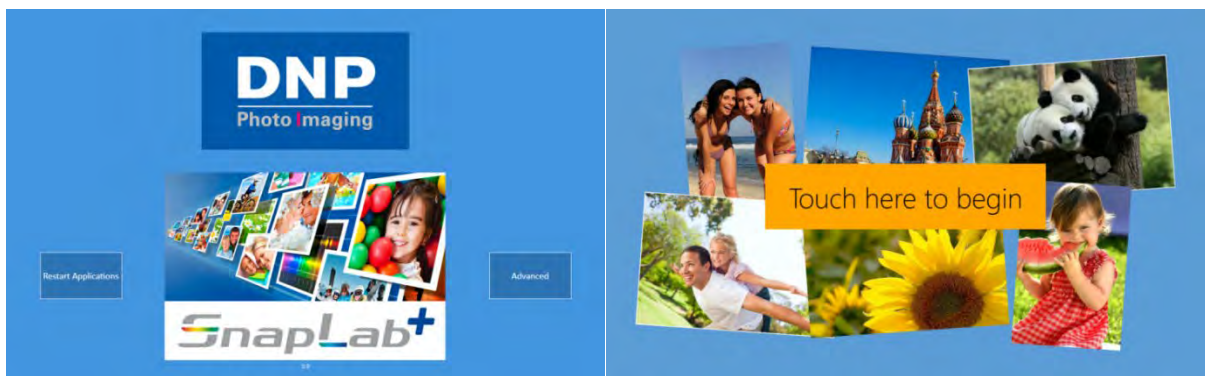 DNP
Photo Imaging
Restart Applications
Advanced
SnapLab+
Touch here to begin